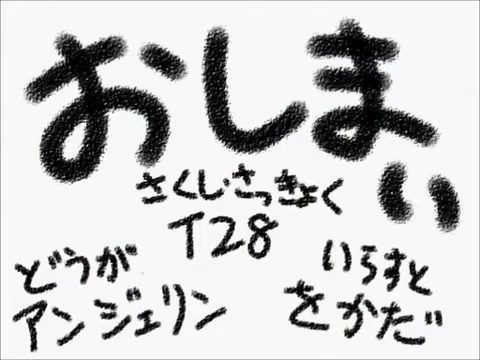 おしまい
さくし・さっきょく
T28
どうが
アンジェリン
いらすと
さかだ